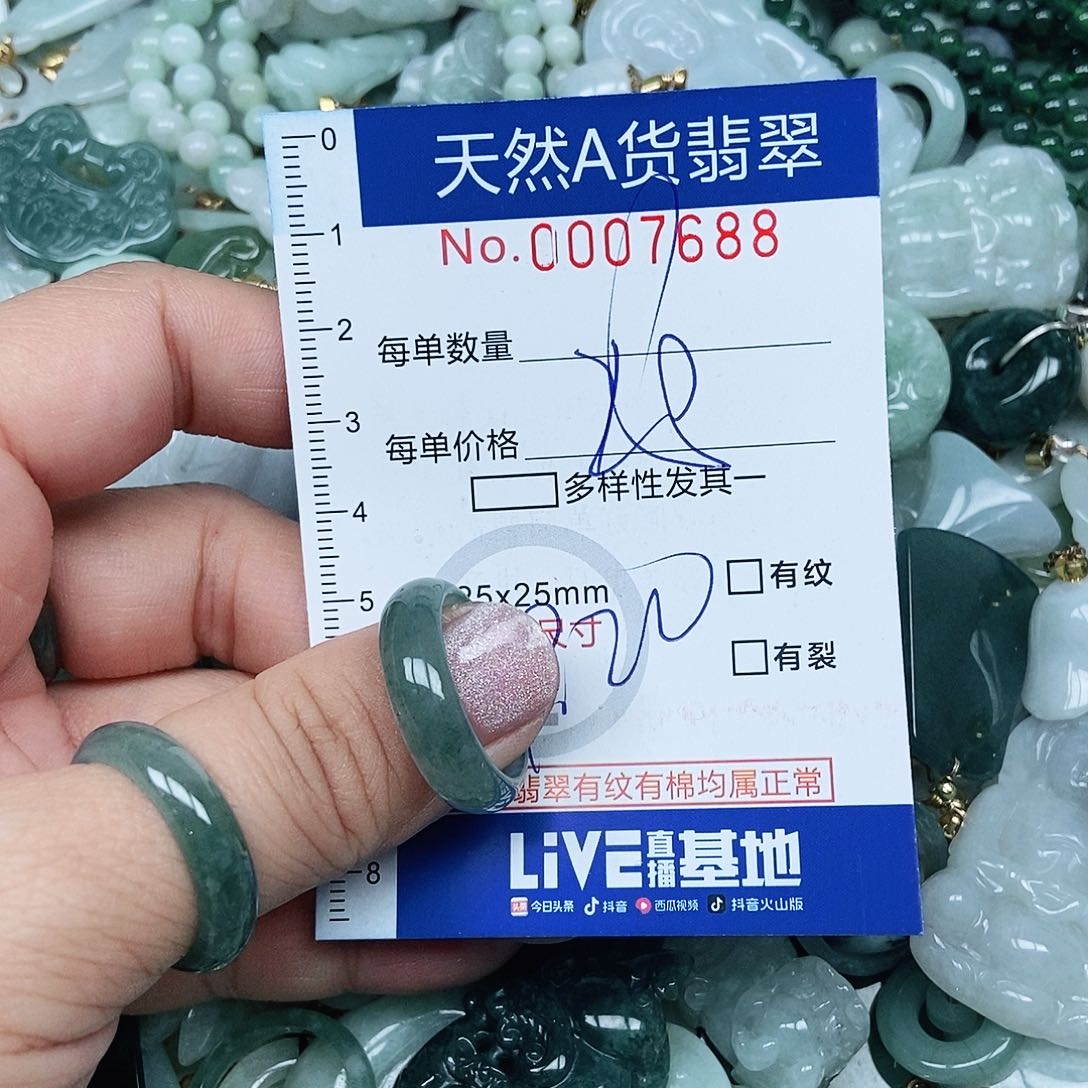 天然A货翡翠
No.0007688
每单数量
每单价格
多样性发其一
25x25mm
尺寸
有纹
有裂
翡翠有纹有棉均属正常
LiVE直播基地
头条 今日头条 抖音 西瓜视频 抖音火山版
0
1
2
3
4
5
8